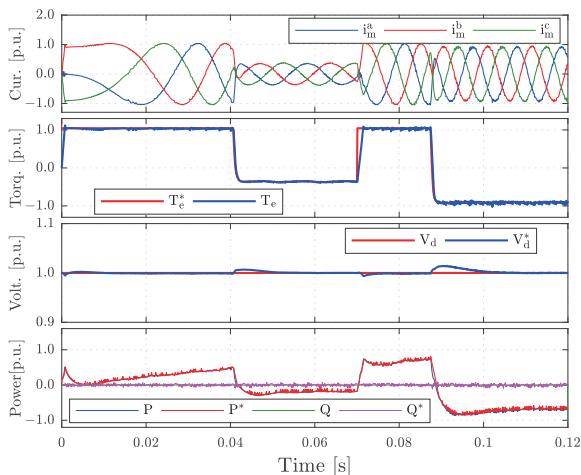 2.0
i_m^a i_m^b i_m^c
1.0
0.0
−1.0
Cur. [p.u.]
1.0
0.0
−1.0
Torq. [p.u.]
T_e^* T_e
1.1
V_d V_d^*
1.0
0.9
Volt. [p.u.]
1.0
0.0
−1.0
Power[p.u.]
P P* Q Q*
0 0.02 0.04 0.06 0.08 0.1 0.12
Time [s]